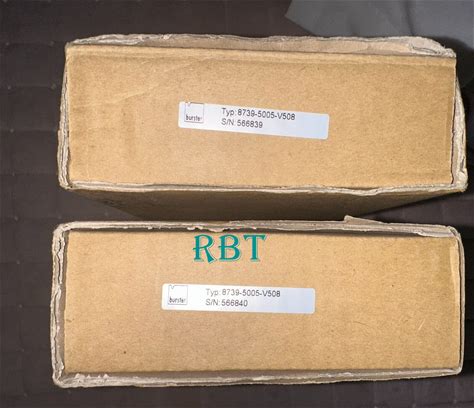 burster
Typ: 8739-5005-V508
S/N: 566839
RBT
burster
Typ: 8739-5005-V508
S/N: 566840